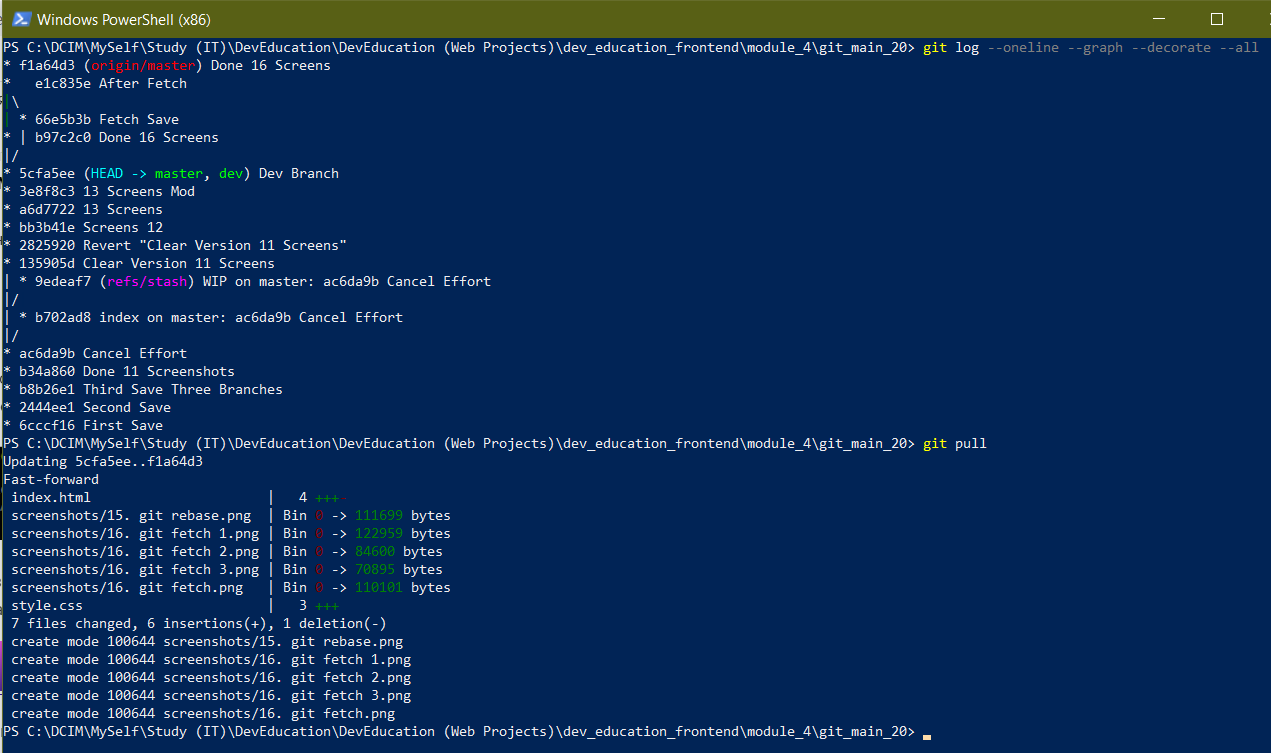 Windows PowerShell (x86)
PS C:\DCIM\MySelf\Study (IT)\DevEducation\DevEducation (Web Projects)\dev_education_frontend\module_4\git_main_20> git log --oneline --graph --decorate --all
* f1a64d3 (origin/master) Done 16 Screens
*   e1c835e After Fetch
|\
| * 66e5b3b Fetch Save
* | b97c2c0 Done 16 Screens
|/
* 5cfa5ee (HEAD -> master, dev) Dev Branch
* 3e8f8c3 13 Screens Mod
* a6d7722 13 Screens
* bb3b41e Screens 12
* 2825920 Revert "Clear Version 11 Screens"
* 135905d Clear Version 11 Screens
| * 9edeaf7 (refs/stash) WIP on master: ac6da9b Cancel Effort
|/
| * b702ad8 index on master: ac6da9b Cancel Effort
|/
* ac6da9b Cancel Effort
* b34a860 Done 11 Screenshots
* b8b26e1 Third Save Three Branches
* 2444ee1 Second Save
* 6cccf16 First Save
PS C:\DCIM\MySelf\Study (IT)\DevEducation\DevEducation (Web Projects)\dev_education_frontend\module_4\git_main_20> git pull
Updating 5cfa5ee..f1a64d3
Fast-forward
 index.html                      |   4 +++-
 screenshots/15. git rebase.png  | Bin 0 -> 111699 bytes
 screenshots/16. git fetch 1.png | Bin 0 -> 122959 bytes
 screenshots/16. git fetch 2.png | Bin 0 -> 84600 bytes
 screenshots/16. git fetch 3.png | Bin 0 -> 70895 bytes
 screenshots/16. git fetch.png   | Bin 0 -> 110101 bytes
 style.css                       |   3 +++
 7 files changed, 6 insertions(+), 1 deletion(-)
 create mode 100644 screenshots/15. git rebase.png
 create mode 100644 screenshots/16. git fetch 1.png
 create mode 100644 screenshots/16. git fetch 2.png
 create mode 100644 screenshots/16. git fetch 3.png
 create mode 100644 screenshots/16. git fetch.png
PS C:\DCIM\MySelf\Study (IT)\DevEducation\DevEducation (Web Projects)\dev_education_frontend\module_4\git_main_20>